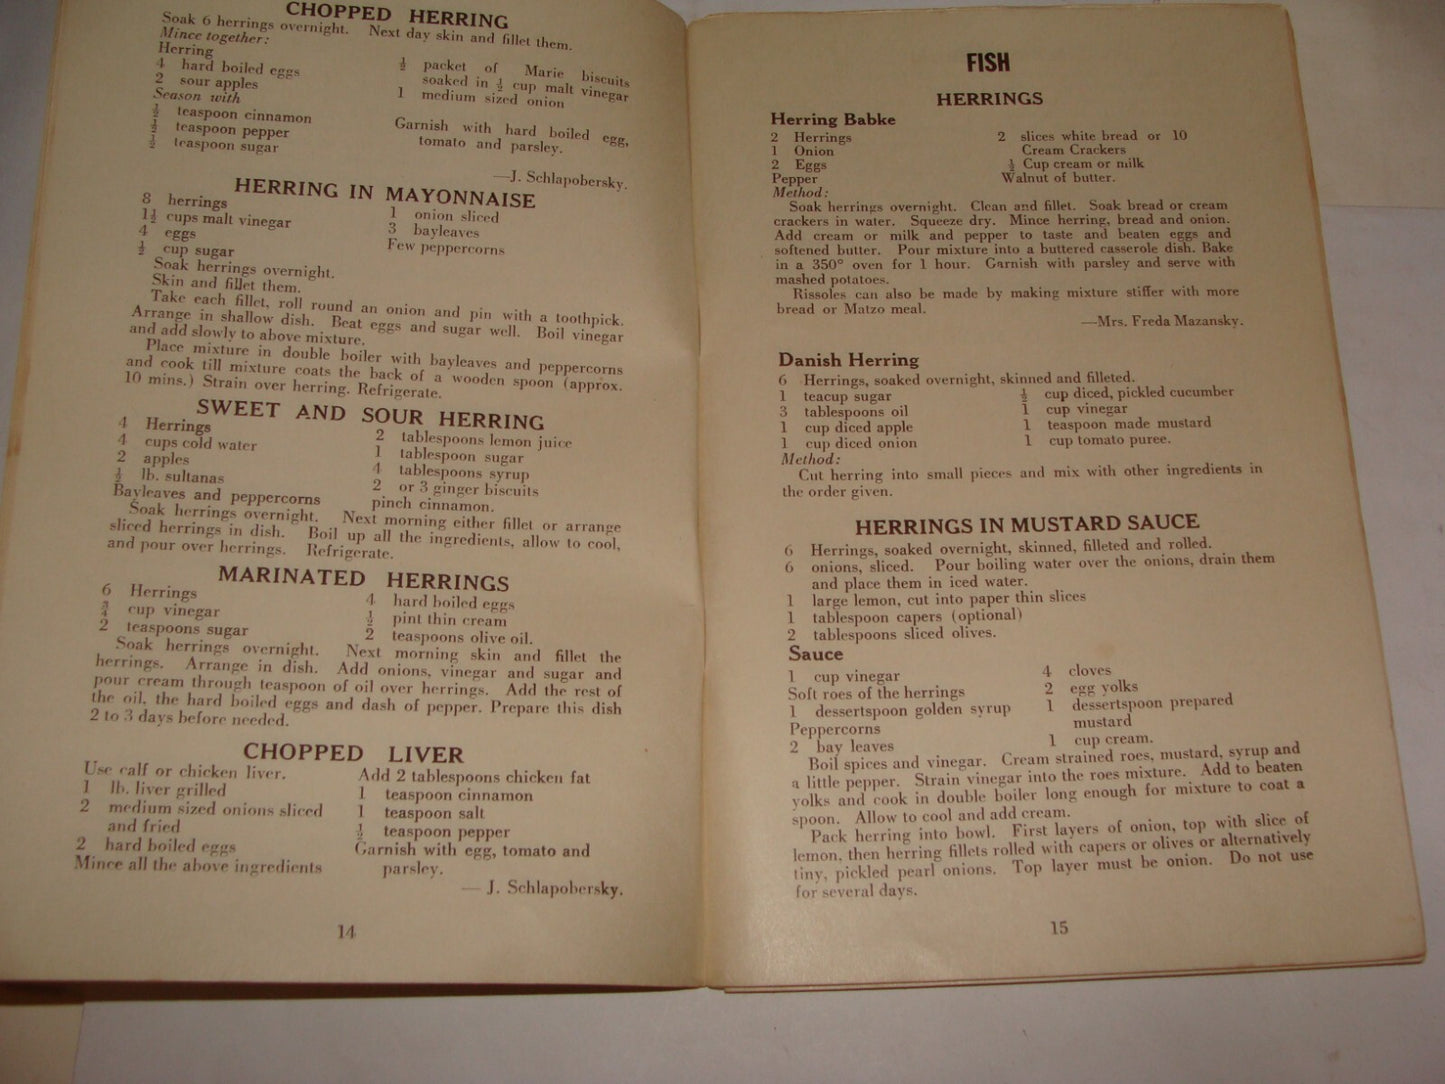 CHOPPED HERRING
Soak 6 herrings overnight. Next day skin and fillet them.
Mince together:
Herring
4 hard boiled eggs
2 sour apples
Season with
½ teaspoon cinnamon
½ teaspoon pepper
½ teaspoon sugar
½ packet of Marie biscuits
soaked in ½ cup malt vinegar
1 medium sized onion
Garnish with hard boiled egg,
tomato and parsley.
—J. Schlapobersky.
HERRING IN MAYONNAISE
8 herrings
1½ cups malt vinegar
4 eggs
½ cup sugar
1 onion sliced
3 bayleaves
Few peppercorns
Soak herrings overnight.
Skin and fillet them.
Take each fillet, roll round an onion and pin with a toothpick.
Arrange in shallow dish. Beat eggs and sugar well. Boil vinegar
and add slowly to above mixture.
Place mixture in double boiler with bayleaves and peppercorns
and cook till mixture coats the back of a wooden spoon (approx.
10 mins.) Strain over herring. Refrigerate.
SWEET AND SOUR HERRING
4 Herrings
4 cups cold water
2 apples
½ lb. sultanas
Bayleaves and peppercorns
2 tablespoons lemon juice
1 tablespoon sugar
4 tablespoons syrup
2 or 3 ginger biscuits
pinch cinnamon.
Soak herrings overnight. Next morning either fillet or arrange
sliced herrings in dish. Boil up all the ingredients, allow to cool,
and pour over herrings. Refrigerate.
MARINATED HERRINGS
6 Herrings
¾ cup vinegar
2 teaspoons sugar
4 hard boiled eggs
½ pint thin cream
2 teaspoons olive oil.
Soak herrings overnight. Next morning skin and fillet the
herrings. Arrange in dish. Add onions, vinegar and sugar and
pour cream through teaspoon of oil over herrings. Add the rest of
the oil, the hard boiled eggs and dash of pepper. Prepare this dish
2 to 3 days before needed.
CHOPPED LIVER
Use calf or chicken liver.
1 lb. liver grilled
2 medium sized onions sliced
and fried
2 hard boiled eggs
Mince all the above ingredients
Add 2 tablespoons chicken fat
1 teaspoon cinnamon
1 teaspoon salt
½ teaspoon pepper
Garnish with egg, tomato and
parsley.
— J. Schlapobersky.
14
FISH
HERRINGS
Herring Babke
2 Herrings
1 Onion
2 Eggs
Pepper
2 slices white bread or 10
Cream Crackers
½ Cup cream or milk
Walnut of butter.
Method:
Soak herrings overnight. Clean and fillet. Soak bread or cream
crackers in water. Squeeze dry. Mince herring, bread and onion.
Add cream or milk and pepper to taste and beaten eggs and
softened butter. Pour mixture into a buttered casserole dish. Bake
in a 350° oven for 1 hour. Garnish with parsley and serve with
mashed potatoes.
Rissoles can also be made by making mixture stiffer with more
bread or Matzo meal.
—Mrs. Freda Mazansky.
Danish Herring
6 Herrings, soaked overnight, skinned and filleted.
1 teacup sugar
3 tablespoons oil
1 cup diced apple
1 cup diced onion
½ cup diced, pickled cucumber
1 cup vinegar
1 teaspoon made mustard
1 cup tomato puree.
Method:
Cut herring into small pieces and mix with other ingredients in
the order given.
HERRINGS IN MUSTARD SAUCE
6 Herrings, soaked overnight, skinned, filleted and rolled.
6 onions, sliced. Pour boiling water over the onions, drain them
and place them in iced water.
1 large lemon, cut into paper thin slices
1 tablespoon capers (optional)
2 tablespoons sliced olives.
Sauce
1 cup vinegar
Soft roes of the herrings
1 dessertspoon golden syrup
Peppercorns
2 bay leaves
4 cloves
2 egg yolks
1 dessertspoon prepared
mustard
1 cup cream.
Boil spices and vinegar. Cream strained roes, mustard, syrup and
a little pepper. Strain vinegar into the roes mixture. Add to beaten
yolks and cook in double boiler long enough for mixture to coat a
spoon. Allow to cool and add cream.
Pack herring into bowl. First layers of onion, top with slice of
lemon, then herring fillets rolled with capers or olives or alternatively
tiny, pickled pearl onions. Top layer must be onion. Do not use
for several days.
15